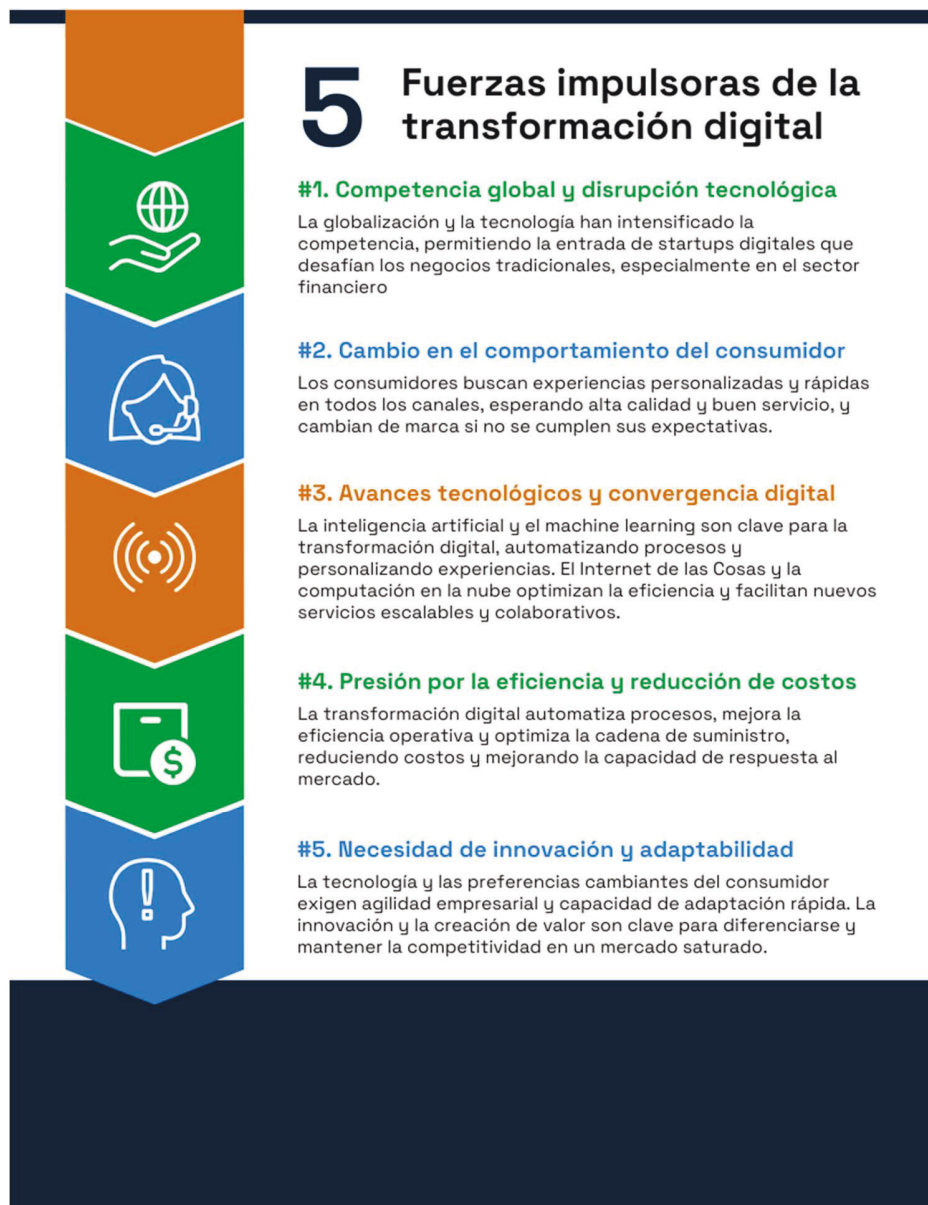 5
Fuerzas impulsoras de la
transformación digital
#1. Competencia global y disrupción tecnológica
La globalización y la tecnología han intensificado la
competencia, permitiendo la entrada de startups digitales que
desafían los negocios tradicionales, especialmente en el sector
financiero
#2. Cambio en el comportamiento del consumidor
Los consumidores buscan experiencias personalizadas y rápidas
en todos los canales, esperando alta calidad y buen servicio, y
cambian de marca si no se cumplen sus expectativas.
#3. Avances tecnológicos y convergencia digital
La inteligencia artificial y el machine learning son clave para la
transformación digital, automatizando procesos y
personalizando experiencias. El Internet de las Cosas y la
computación en la nube optimizan la eficiencia y facilitan nuevos
servicios escalables y colaborativos.
#4. Presión por la eficiencia y reducción de costos
La transformación digital automatiza procesos, mejora la
eficiencia operativa y optimiza la cadena de suministro,
reduciendo costos y mejorando la capacidad de respuesta al
mercado.
$
#5. Necesidad de innovación y adaptabilidad
La tecnología y las preferencias cambiantes del consumidor
exigen agilidad empresarial y capacidad de adaptación rápida. La
innovación y la creación de valor son clave para diferenciarse y
mantener la competitividad en un mercado saturado.
!